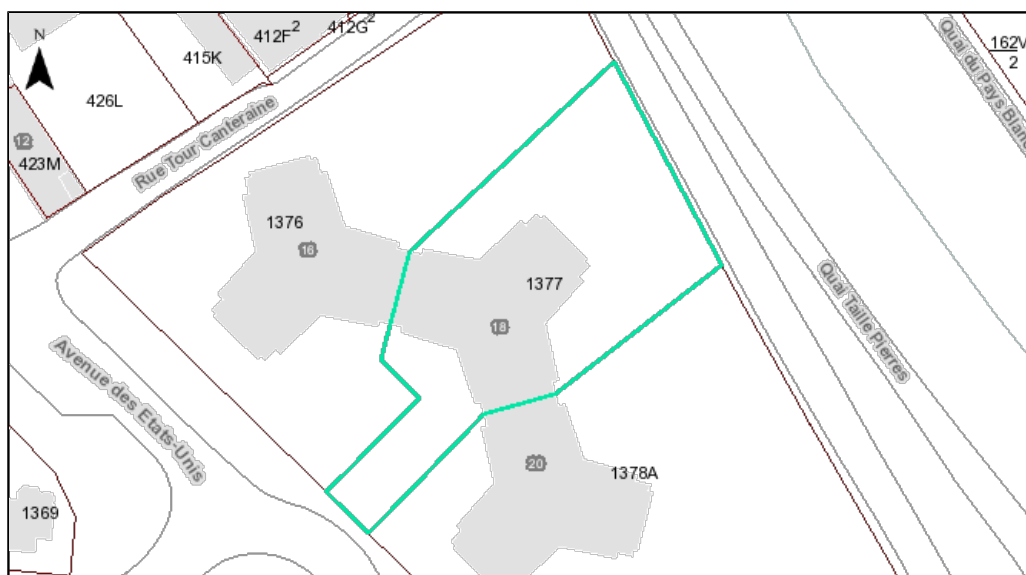 412F²
412G²
N
415K
426L
Rue Tour Canteraine
12
423M
Quai du Pays Blanc
162V
2
1376
16
1377
18
Quai Taille Pierres
Avenue des Etats-Unis
20
1378A
1369